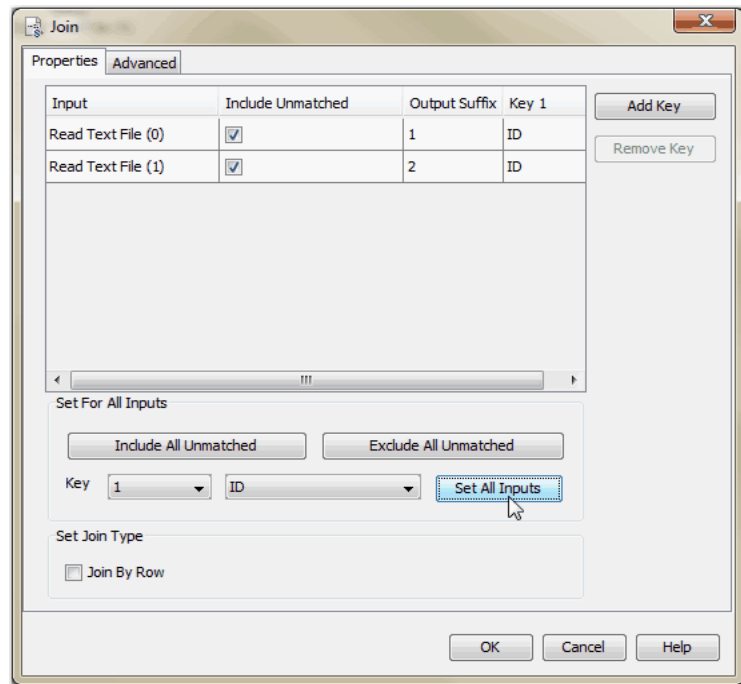 Join
Properties Advanced
Input Include Unmatched Output Suffix Key 1 Add Key
Read Text File (0) 1 ID
Remove Key
Read Text File (1) 2 ID
Set For All Inputs
Include All Unmatched Exclude All Unmatched
Key 1 ID Set All Inputs
Set Join Type
Join By Row
OK Cancel Help